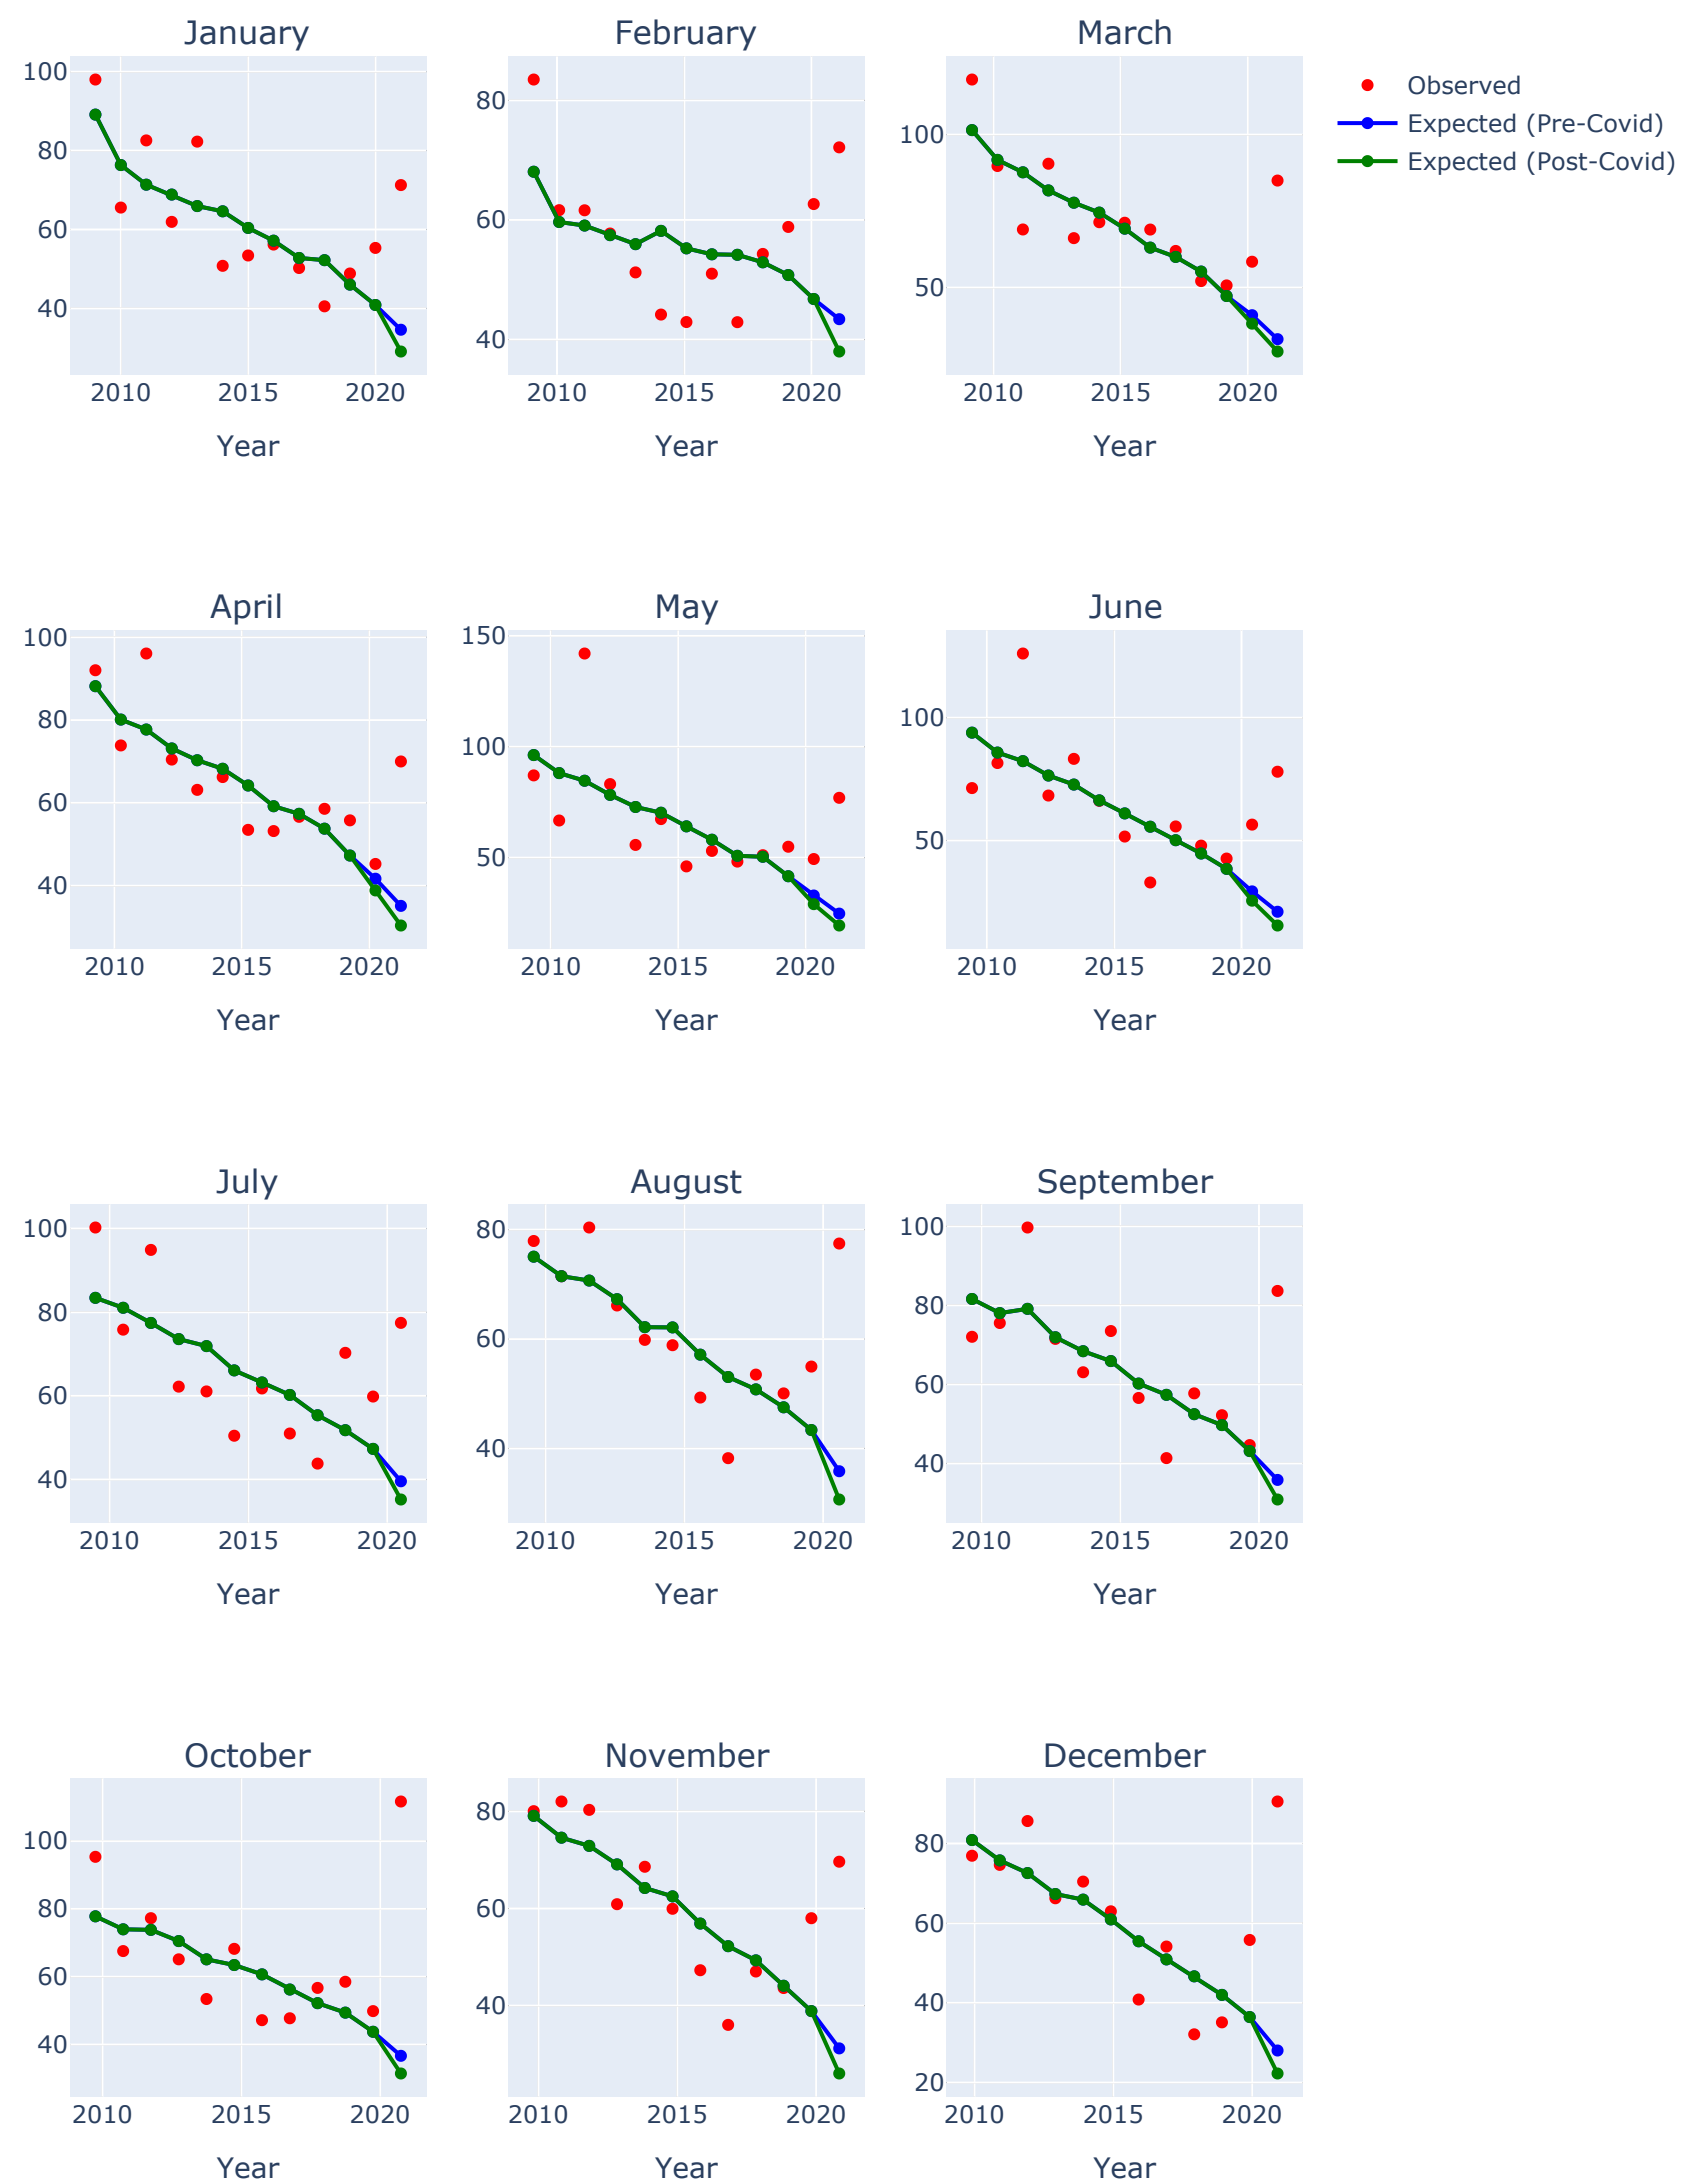 January
February
March
100
80
60
40
2010
2015
2020
Year
80
60
40
2010
2015
2020
Year
100
50
2010
2015
2020
Year
Observed
Expected (Pre-Covid)
Expected (Post-Covid)
April
May
June
100
80
60
40
2010
2015
2020
Year
150
100
50
2010
2015
2020
Year
100
50
2010
2015
2020
Year
July
August
September
100
80
60
40
2010
2015
2020
Year
80
60
40
2010
2015
2020
Year
100
80
60
40
2010
2015
2020
Year
October
November
December
100
80
60
40
2010
2015
2020
Year
80
60
40
2010
2015
2020
Year
80
60
40
20
2010
2015
2020
Year